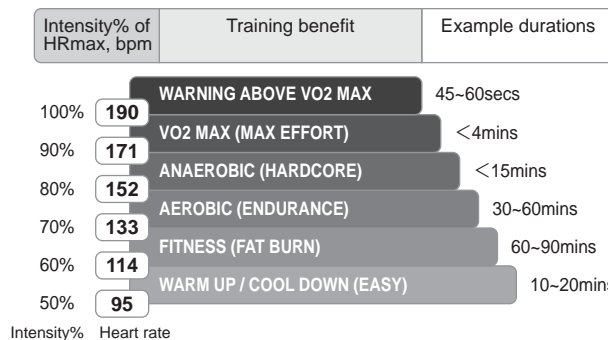 Intensity% of HRmax, bpm
Training benefit
Example durations
WARNING ABOVE VO2 MAX 45~60secs
100% 190
VO2 MAX (MAX EFFORT) <4mins
90% 171
ANAEROBIC (HARDCORE) <15mins
80% 152
AEROBIC (ENDURANCE) 30~60mins
70% 133
FITNESS (FAT BURN) 60~90mins
60% 114
WARM UP / COOL DOWN (EASY) 10~20mins
50% 95
Intensity% Heart rate